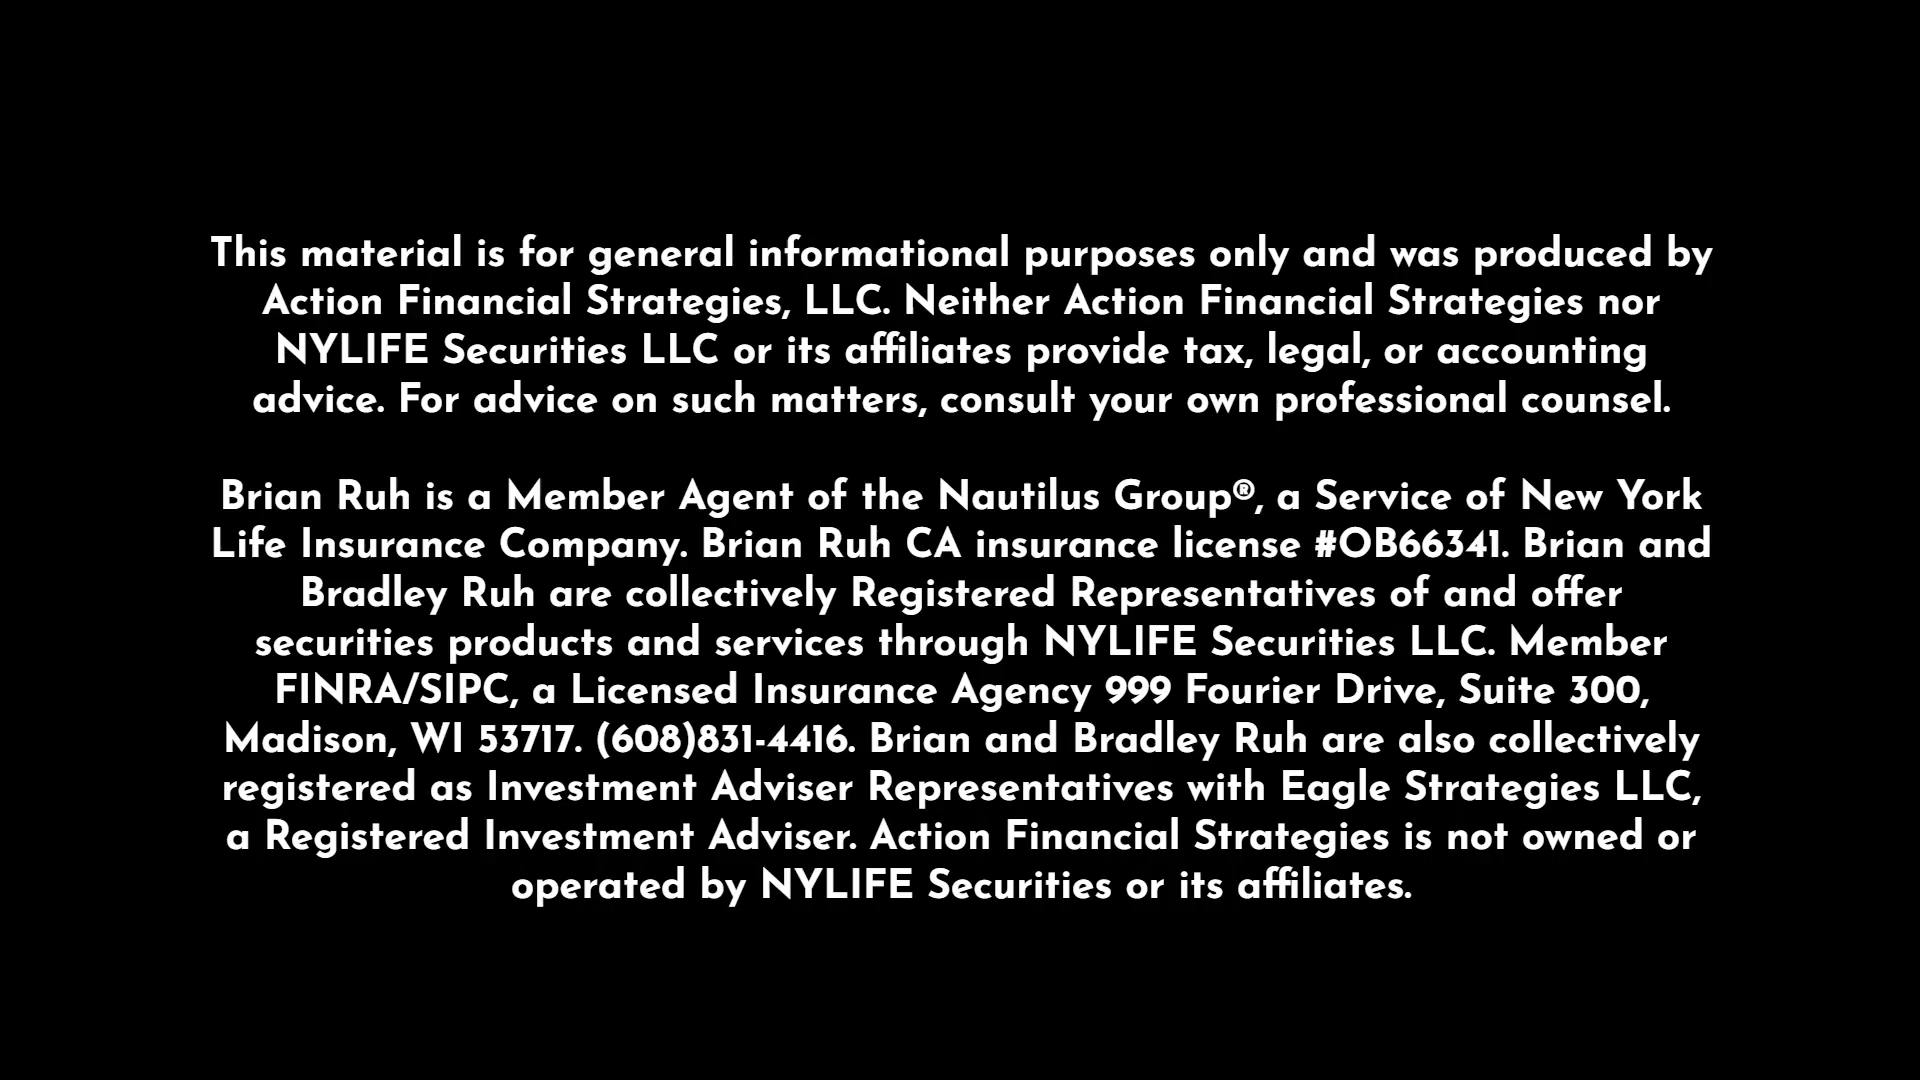 This material is for general informational purposes only and was produced by
Action Financial Strategies, LLC. Neither Action Financial Strategies nor
NYLIFE Securities LLC or its affiliates provide tax, legal, or accounting
advice. For advice on such matters, consult your own professional counsel.
Brian Ruh is a Member Agent of the Nautilus Group®, a Service of New York
Life Insurance Company. Brian Ruh CA insurance license #OB66341. Brian and
Bradley Ruh are collectively Registered Representatives of and offer
securities products and services through NYLIFE Securities LLC. Member
FINRA/SIPC, a Licensed Insurance Agency 999 Fourier Drive, Suite 300,
Madison, WI 53717. (608)831-4416. Brian and Bradley Ruh are also collectively
registered as Investment Adviser Representatives with Eagle Strategies LLC,
a Registered Investment Adviser. Action Financial Strategies is not owned or
operated by NYLIFE Securities or its affiliates.